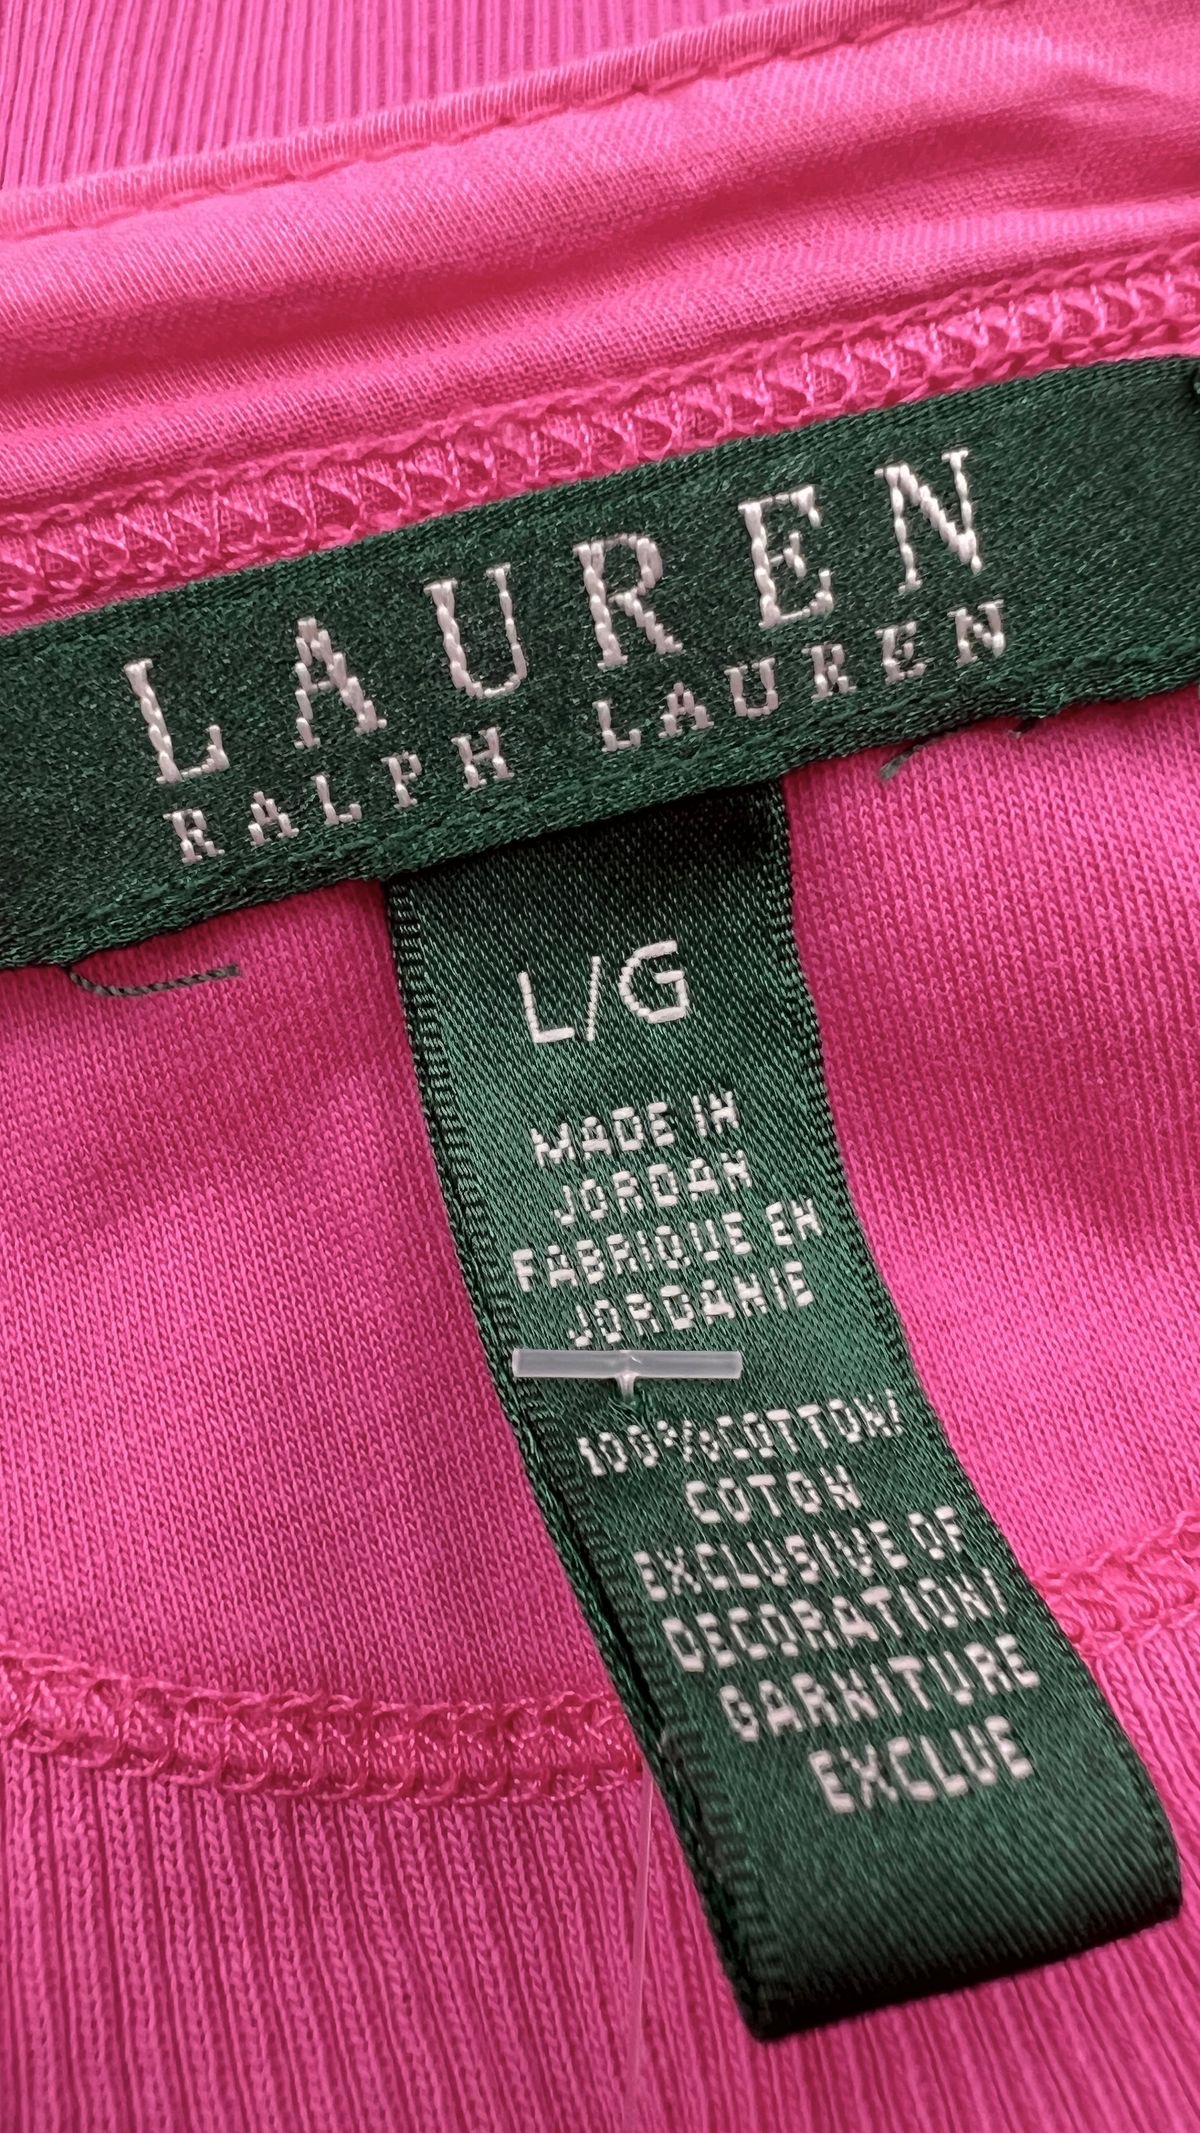 LAUREN
RALPH LAUREN
L/G
MADE IN
JORDAN
FABRIQUE EN
JORDANIE
100%COTTON/
COTON
EXCLUSIVE OF
DECORATION/
GARNITURE
EXCLUE